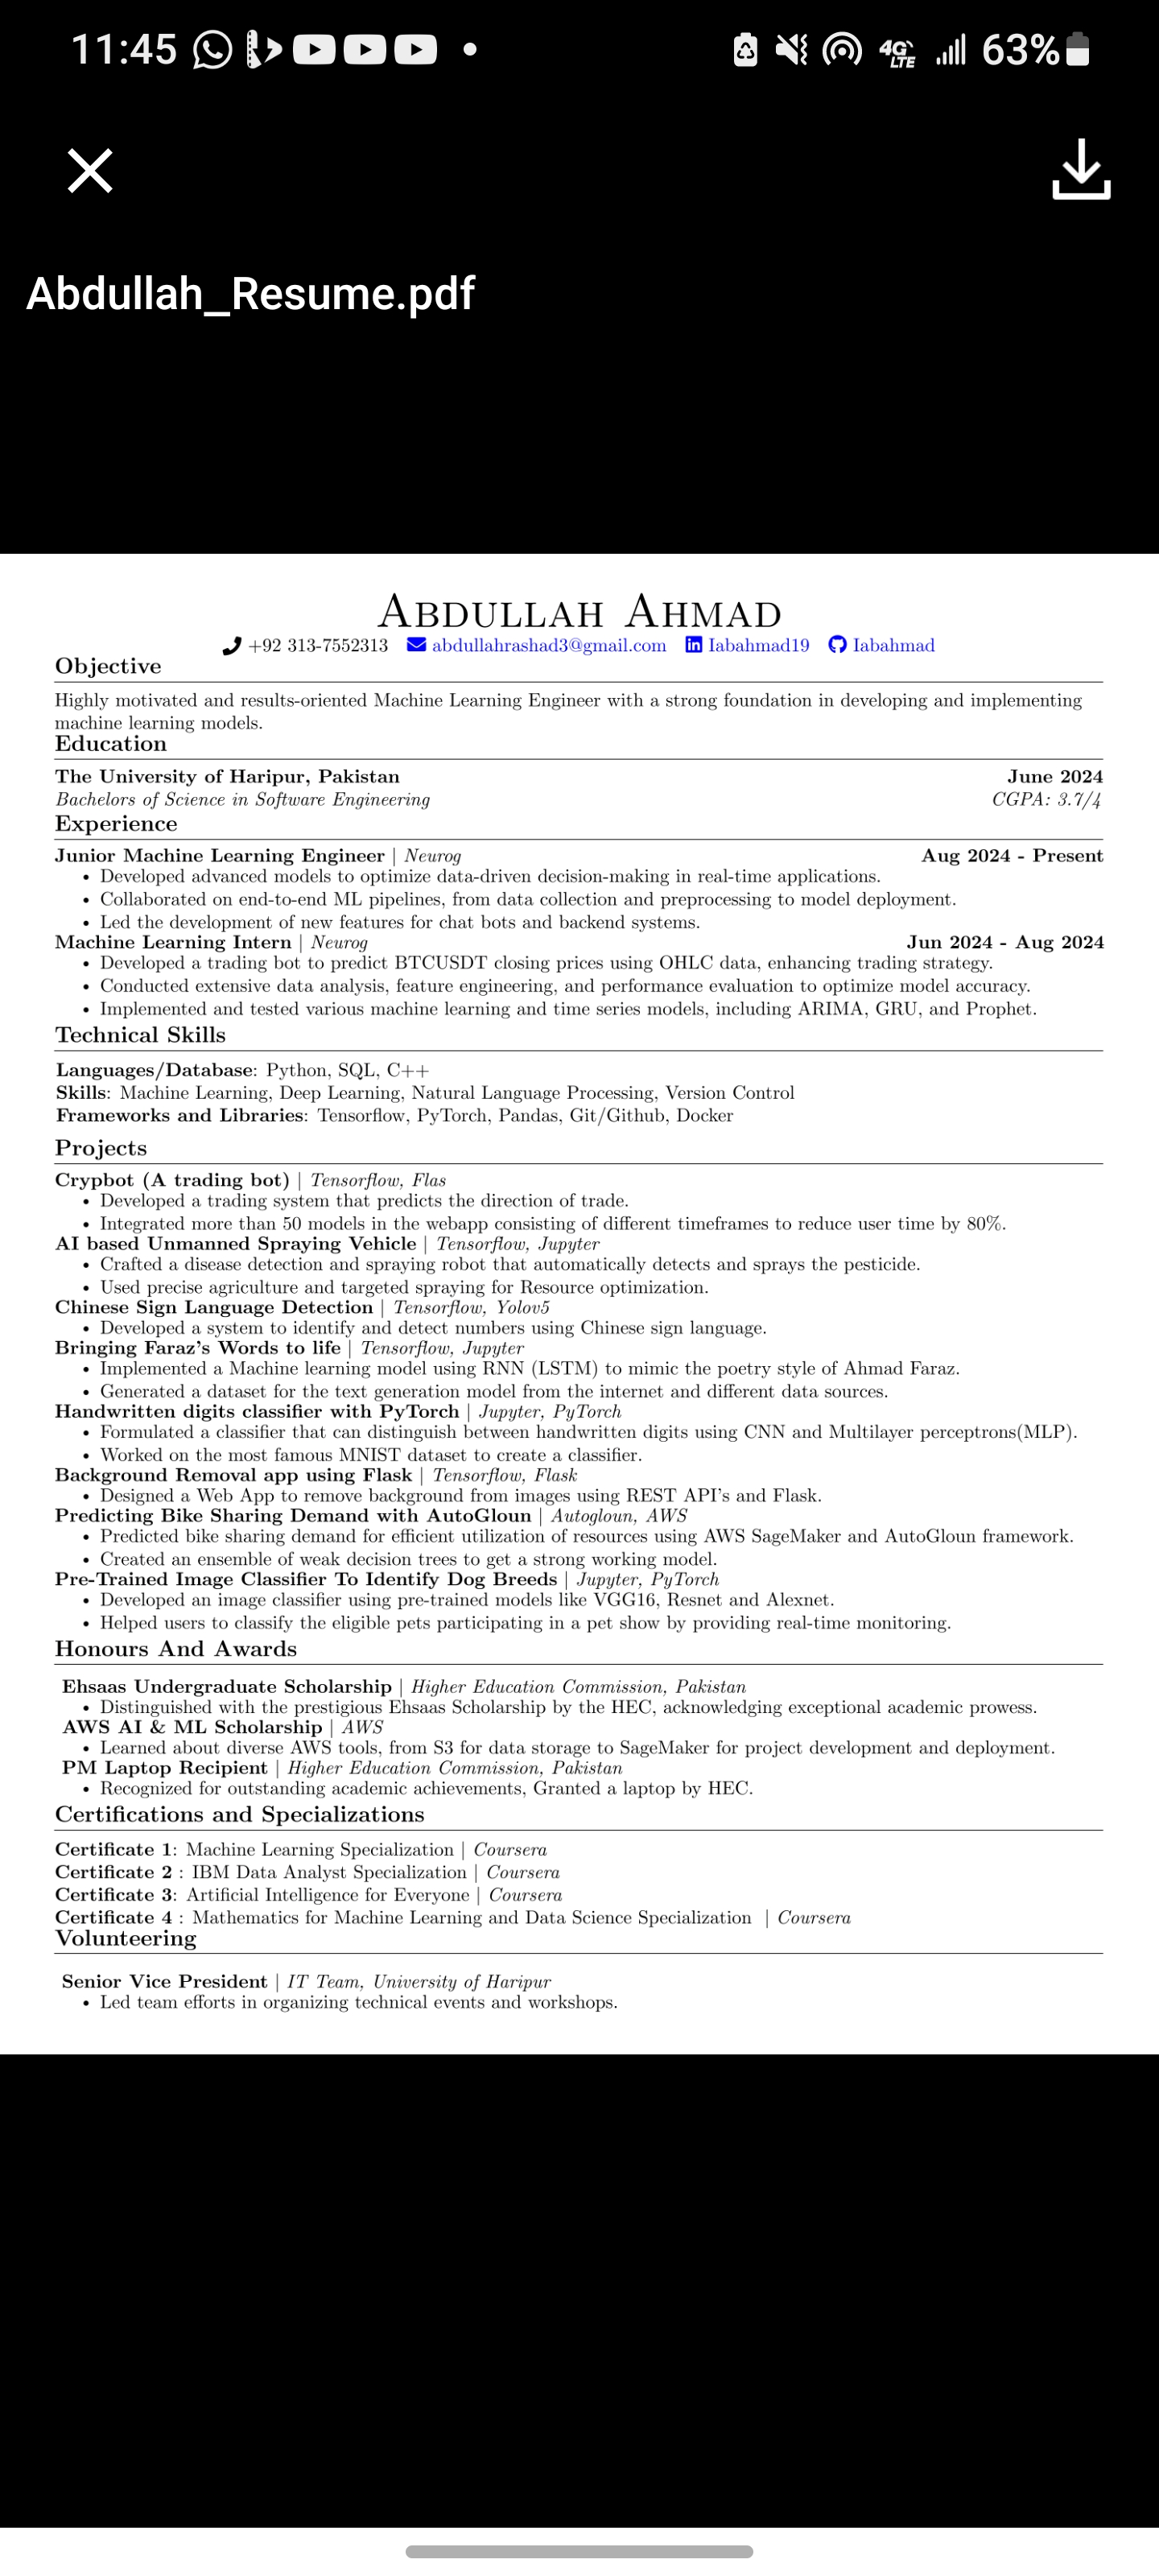 11:45
4G LTE
63%
Abdullah_Resume.pdf
Abdullah Ahmad
+92 313-7552313 abdullahrashad3@gmail.com Iabahmad19 Iabahmad
Objective
Highly motivated and results-oriented Machine Learning Engineer with a strong foundation in developing and implementing
machine learning models.
Education
The University of Haripur, Pakistan June 2024
Bachelors of Science in Software Engineering CGPA: 3.7/4
Experience
Junior Machine Learning Engineer | Neurog Aug 2024 - Present
• Developed advanced models to optimize data-driven decision-making in real-time applications.
• Collaborated on end-to-end ML pipelines, from data collection and preprocessing to model deployment.
• Led the development of new features for chat bots and backend systems.
Machine Learning Intern | Neurog Jun 2024 - Aug 2024
• Developed a trading bot to predict BTCUSDT closing prices using OHLC data, enhancing trading strategy.
• Conducted extensive data analysis, feature engineering, and performance evaluation to optimize model accuracy.
• Implemented and tested various machine learning and time series models, including ARIMA, GRU, and Prophet.
Technical Skills
Languages/Database: Python, SQL, C++
Skills: Machine Learning, Deep Learning, Natural Language Processing, Version Control
Frameworks and Libraries: Tensorflow, PyTorch, Pandas, Git/Github, Docker
Projects
Crypbot (A trading bot) | Tensorflow, Flas
• Developed a trading system that predicts the direction of trade.
• Integrated more than 50 models in the webapp consisting of different timeframes to reduce user time by 80%.
AI based Unmanned Spraying Vehicle | Tensorflow, Jupyter
• Crafted a disease detection and spraying robot that automatically detects and sprays the pesticide.
• Used precise agriculture and targeted spraying for Resource optimization.
Chinese Sign Language Detection | Tensorflow, Yolov5
• Developed a system to identify and detect numbers using Chinese sign language.
Bringing Faraz's Words to life | Tensorflow, Jupyter
• Implemented a Machine learning model using RNN (LSTM) to mimic the poetry style of Ahmad Faraz.
• Generated a dataset for the text generation model from the internet and different data sources.
Handwritten digits classifier with PyTorch | Jupyter, PyTorch
• Formulated a classifier that can distinguish between handwritten digits using CNN and Multilayer perceptrons(MLP).
• Worked on the most famous MNIST dataset to create a classifier.
Background Removal app using Flask | Tensorflow, Flask
• Designed a Web App to remove background from images using REST API's and Flask.
Predicting Bike Sharing Demand with AutoGloun | Autogloun, AWS
• Predicted bike sharing demand for efficient utilization of resources using AWS SageMaker and AutoGloun framework.
• Created an ensemble of weak decision trees to get a strong working model.
Pre-Trained Image Classifier To Identify Dog Breeds | Jupyter, PyTorch
• Developed an image classifier using pre-trained models like VGG16, Resnet and Alexnet.
• Helped users to classify the eligible pets participating in a pet show by providing real-time monitoring.
Honours And Awards
Ehsaas Undergraduate Scholarship | Higher Education Commission, Pakistan
• Distinguished with the prestigious Ehsaas Scholarship by the HEC, acknowledging exceptional academic prowess.
AWS AI & ML Scholarship | AWS
• Learned about diverse AWS tools, from S3 for data storage to SageMaker for project development and deployment.
PM Laptop Recipient | Higher Education Commission, Pakistan
• Recognized for outstanding academic achievements, Granted a laptop by HEC.
Certifications and Specializations
Certificate 1: Machine Learning Specialization | Coursera
Certificate 2 : IBM Data Analyst Specialization | Coursera
Certificate 3: Artificial Intelligence for Everyone | Coursera
Certificate 4 : Mathematics for Machine Learning and Data Science Specialization | Coursera
Volunteering
Senior Vice President | IT Team, University of Haripur
• Led team efforts in organizing technical events and workshops.